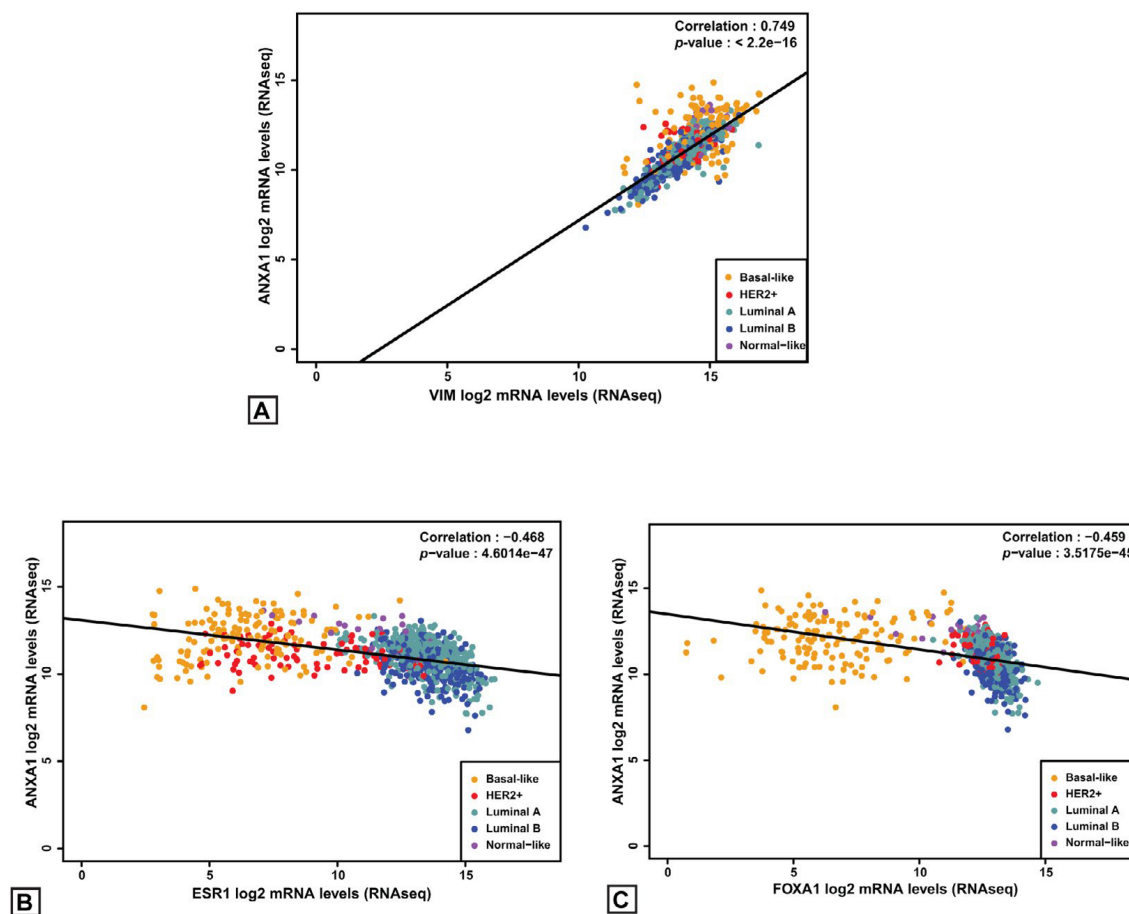 Correlation : 0.749
p-value : < 2.2e−16
ANXA1 log2 mRNA levels (RNAseq)
15
10
5
0
Basal-like
HER2+
Luminal A
Luminal B
Normal−like
0 5 10 15
VIM log2 mRNA levels (RNAseq)
A
Correlation : −0.468
p−value : 4.6014e−47
ANXA1 log2 mRNA levels (RNAseq)
15
10
5
0
Basal-like
HER2+
Luminal A
Luminal B
Normal−like
0 5 10 15
ESR1 log2 mRNA levels (RNAseq)
B
Correlation : −0.459
p−value : 3.5175e−45
ANXA1 log2 mRNA levels (RNAseq)
15
10
5
0
Basal-like
HER2+
Luminal A
Luminal B
Normal−like
0 5 10 15
FOXA1 log2 mRNA levels (RNAseq)
C